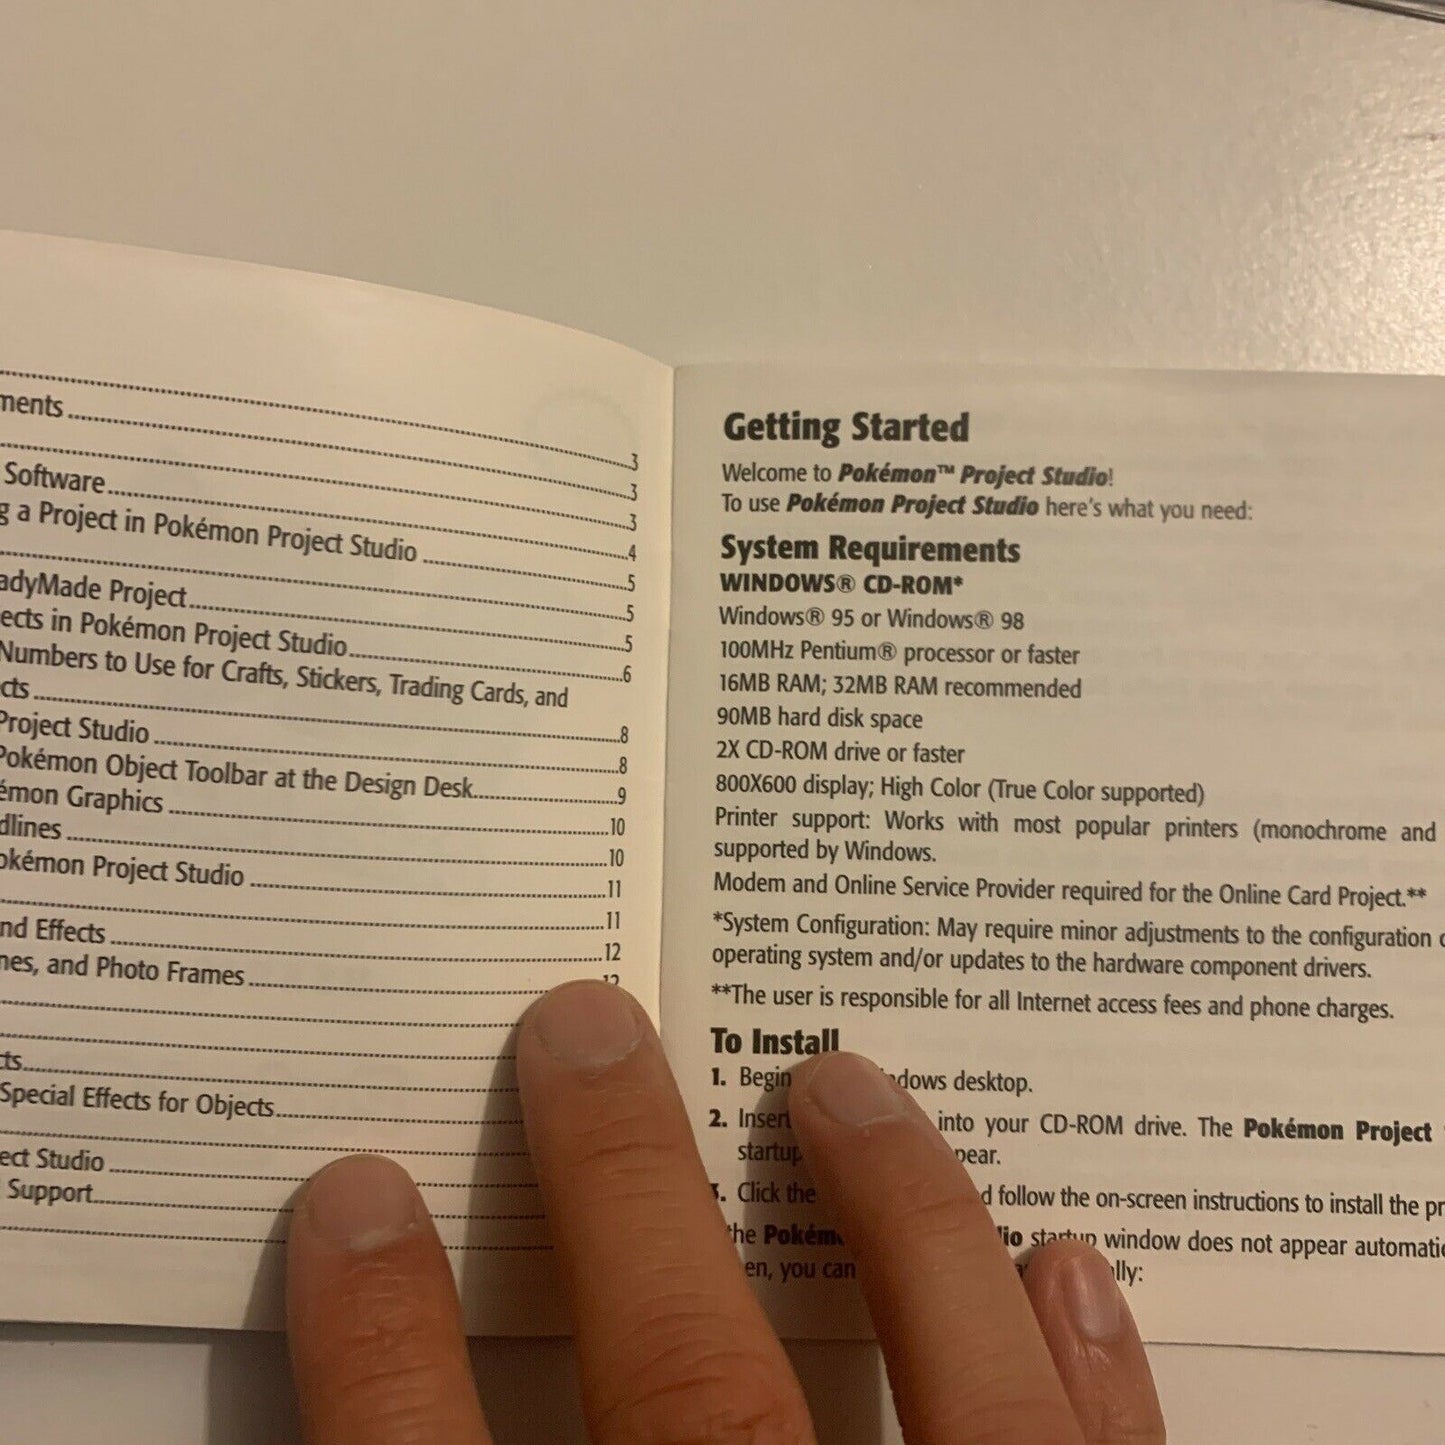 3
ments 3
3
Software 4
g a Project in Pokémon Project Studio 5
5
adyMade Project 5
ects in Pokémon Project Studio 6
Numbers to Use for Crafts, Stickers, Trading Cards, and
cts 8
Project Studio 8
Pokémon Object Toolbar at the Design Desk 9
émon Graphics 10
dlines 10
okémon Project Studio 11
11
nd Effects 12
nes, and Photo Frames
cts
Special Effects for Objects
ect Studio
Support
Getting Started
Welcome to Pokémon™ Project Studio!
To use Pokémon Project Studio here's what you need:
System Requirements
WINDOWS® CD-ROM*
Windows® 95 or Windows® 98
100MHz Pentium® processor or faster
16MB RAM; 32MB RAM recommended
90MB hard disk space
2X CD-ROM drive or faster
800X600 display; High Color (True Color supported)
Printer support: Works with most popular printers (monochrome and
supported by Windows.
Modem and Online Service Provider required for the Online Card Project.**
*System Configuration: May require minor adjustments to the configuration o
operating system and/or updates to the hardware component drivers.
**The user is responsible for all Internet access fees and phone charges.
To Install
1. Begin ndows desktop.
2. Insert into your CD-ROM drive. The Pokémon Project
startup pear.
3. Click the d follow the on-screen instructions to install the pr
the Pokém dio startup window does not appear automatic
en, you can lly: